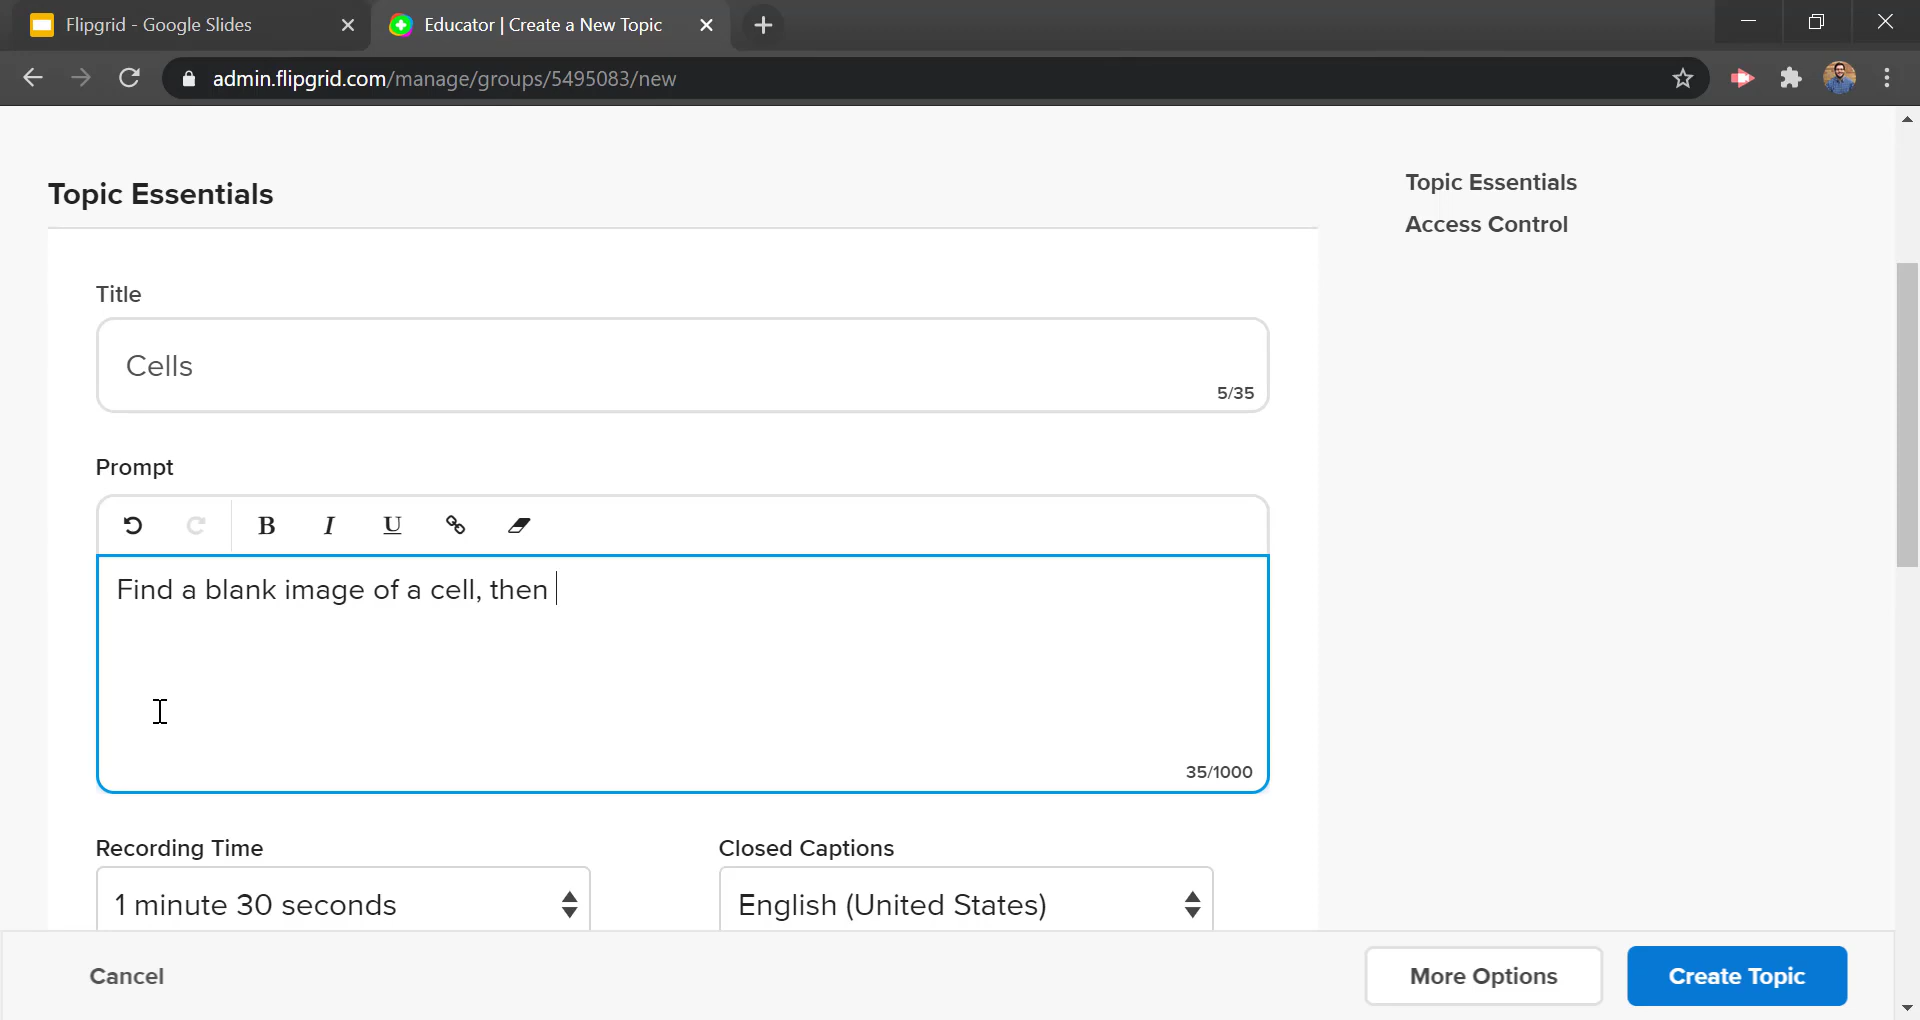 Flipgrid - Google Slides
Educator | Create a New Topic
admin.flipgrid.com/manage/groups/5495083/new
Topic Essentials
Topic Essentials
Access Control
Title
Cells
5/35
Prompt
B I U
Find a blank image of a cell, then
35/1000
Recording Time
Closed Captions
1 minute 30 seconds
English (United States)
Cancel
More Options
Create Topic